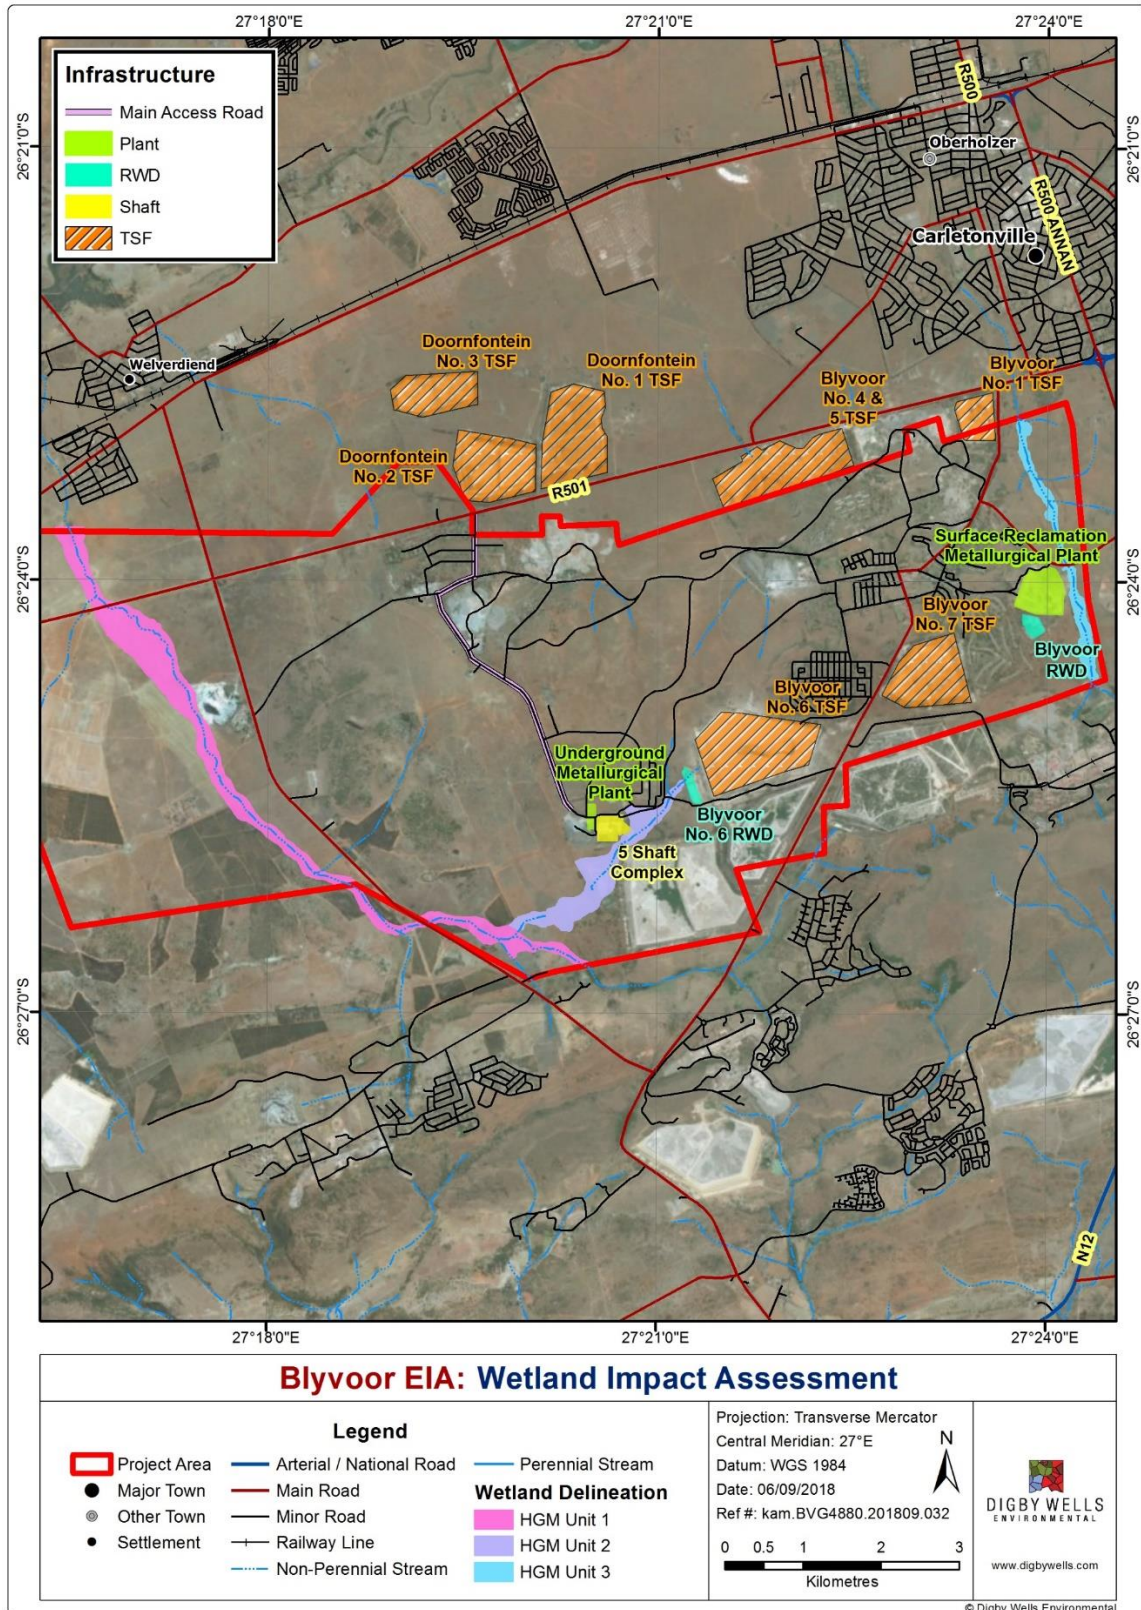 27°18'0"E
27°21'0"E
27°24'0"E
Infrastructure
Main Access Road
Plant
RWD
Shaft
TSF
R500
Oberholzer
26°21'0"S
26°21'0"S
R500 ANNAN
Carletonville
Welverdiend
Doornfontein
No. 3 TSF
Doornfontein
No. 1 TSF
Blyvoor
No. 4 &
5 TSF
Blyvoor
No. 1 TSF
Doornfontein
No. 2 TSF
R501
Surface Reclamation
Metallurgical Plant
26°24'0"S
26°24'0"S
Blyvoor
No. 7 TSF
Blyvoor
RWD
Blyvoor
No. 6 TSF
Underground
Metallurgical
Plant
Blyvoor
No. 6 RWD
5 Shaft
Complex
26°27'0"S
26°27'0"S
N12
27°18'0"E
27°21'0"E
27°24'0"E
Blyvoor EIA: Wetland Impact Assessment
Legend
Project Area
Major Town
Other Town
Settlement
Arterial / National Road
Main Road
Minor Road
Railway Line
Non-Perennial Stream
Perennial Stream
Wetland Delineation
HGM Unit 1
HGM Unit 2
HGM Unit 3
Projection: Transverse Mercator
Central Meridian: 27°E
Datum: WGS 1984
Date: 06/09/2018
Ref #: kam.BVG4880.201809.032
N
0 0.5 1 2 3
Kilometres
DIGBY WELLS
ENVIRONMENTAL
www.digbywells.com
© Digby Wells Environmental